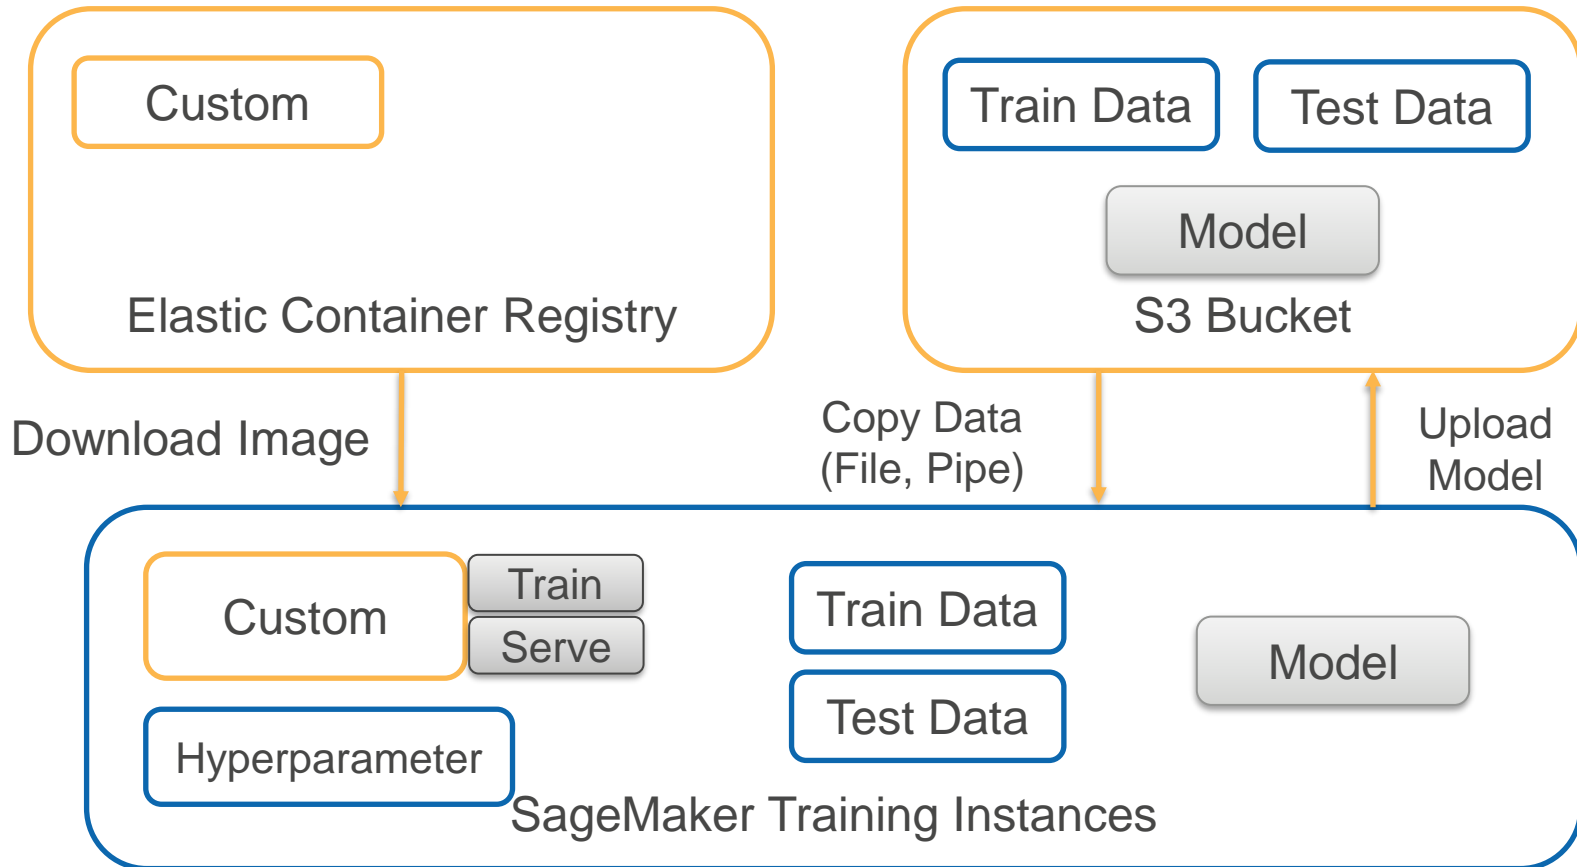 Custom
Elastic Container Registry
Train Data
Test Data
Model
S3 Bucket
Download Image
Copy Data
(File, Pipe)
Upload
Model
Custom
Train
Serve
Hyperparameter
Train Data
Test Data
Model
SageMaker Training Instances